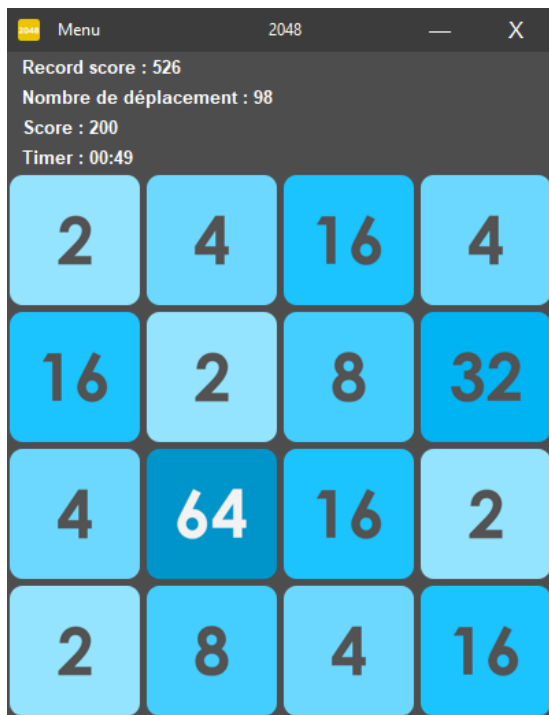 2048 Menu 2048 — X
Record score : 526
Nombre de déplacement : 98
Score : 200
Timer : 00:49
2 4 16 4
16 2 8 32
4 64 16 2
2 8 4 16